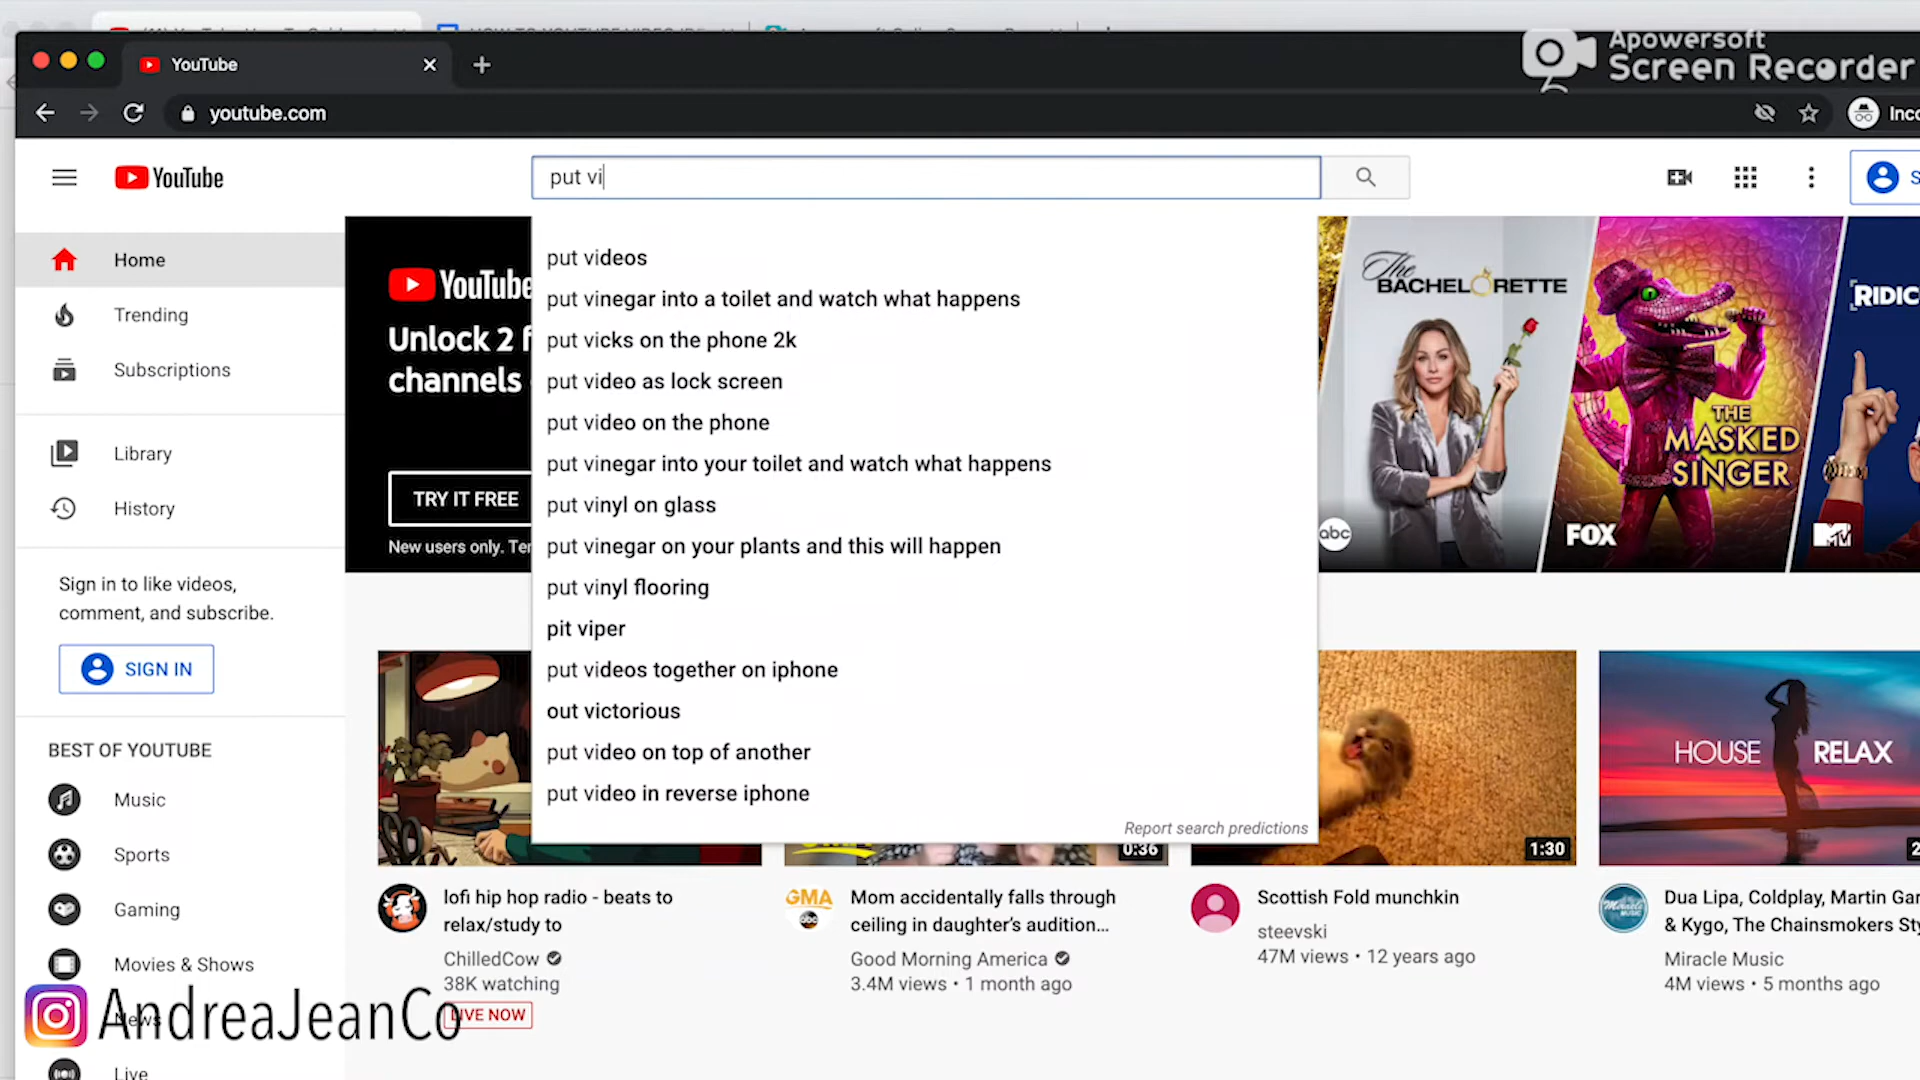 Apowersoft
Screen Recorder
YouTube
youtube.com
YouTube
put vi
Home
Trending
Subscriptions
Library
History
Sign in to like videos,
comment, and subscribe.
SIGN IN
BEST OF YOUTUBE
Music
Sports
Gaming
Movies & Shows
News
Live
YouTube
Unlock 2
channels
TRY IT FREE
New users only.
put videos
put vinegar into a toilet and watch what happens
put vicks on the phone 2k
put video as lock screen
put video on the phone
put vinegar into your toilet and watch what happens
put vinyl on glass
put vinegar on your plants and this will happen
put vinyl flooring
pit viper
put videos together on iphone
out victorious
put video on top of another
put video in reverse iphone
Report search predictions
The
BACHELORETTE
abc
THE
MASKED
SINGER
FOX
RIDIC
MTV
HOUSE RELAX
0:36
1:30
lofi hip hop radio - beats to
relax/study to
ChilledCow
38K watching
LIVE NOW
GMA
abc
Mom accidentally falls through
ceiling in daughter's audition...
Good Morning America
3.4M views • 1 month ago
Scottish Fold munchkin
steevski
47M views • 12 years ago
Miracle Music
Dua Lipa, Coldplay, Martin Gar
& Kygo, The Chainsmokers Sty
Miracle Music
4M views • 5 months ago
AndreaJeanCo